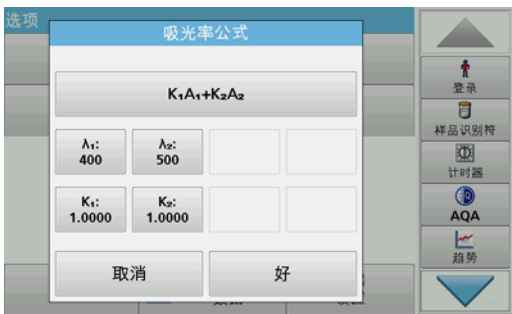 选项
吸光率公式
K₁A₁+K₂A₂
λ₁:
400
λ₂:
500
K₁:
1.0000
K₂:
1.0000
取消
好
登录
样品识别符
计时器
AQA
趋势